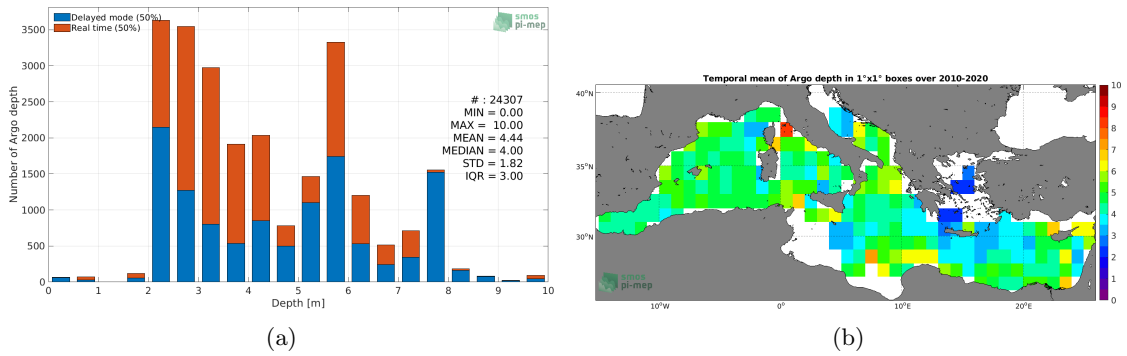 Delayed mode (50%)
Real time (50%)
smos
pi-mep
# : 24307
MIN = 0.00
MAX = 10.00
MEAN = 4.44
MEDIAN = 4.00
STD = 1.82
IQR = 3.00
Number of Argo depth
3500
3000
2500
2000
1500
1000
500
0
0 1 2 3 4 5 6 7 8 9 10
Depth [m]
(a)
Temporal mean of Argo depth in 1°x1° boxes over 2010-2020
40°N
35°N
30°N
10°W 0° 10°E 20°E
smos
pi-mep
10
9
8
7
6
5
4
3
2
1
0
(b)